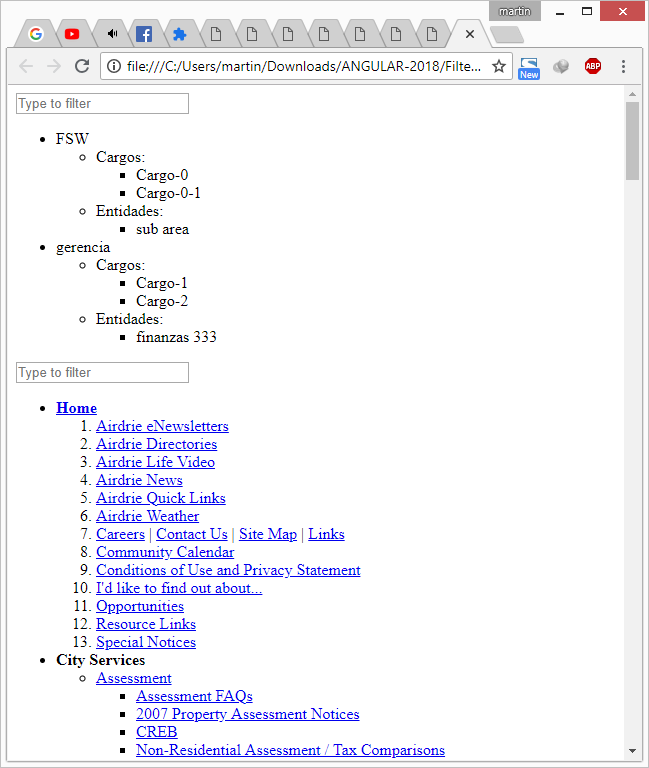 martin
file:///C:/Users/martin/Downloads/ANGULAR-2018/Filte...
New
ABP
Type to filter
FSW
Cargos:
Cargo-0
Cargo-0-1
Entidades:
sub area
gerencia
Cargos:
Cargo-1
Cargo-2
Entidades:
finanzas 333
Type to filter
Home
1. Airdrie eNewsletters
2. Airdrie Directories
3. Airdrie Life Video
4. Airdrie News
5. Airdrie Quick Links
6. Airdrie Weather
7. Careers | Contact Us | Site Map | Links
8. Community Calendar
9. Conditions of Use and Privacy Statement
10. I'd like to find out about...
11. Opportunities
12. Resource Links
13. Special Notices
City Services
Assessment
Assessment FAQs
2007 Property Assessment Notices
CREB
Non-Residential Assessment / Tax Comparisons